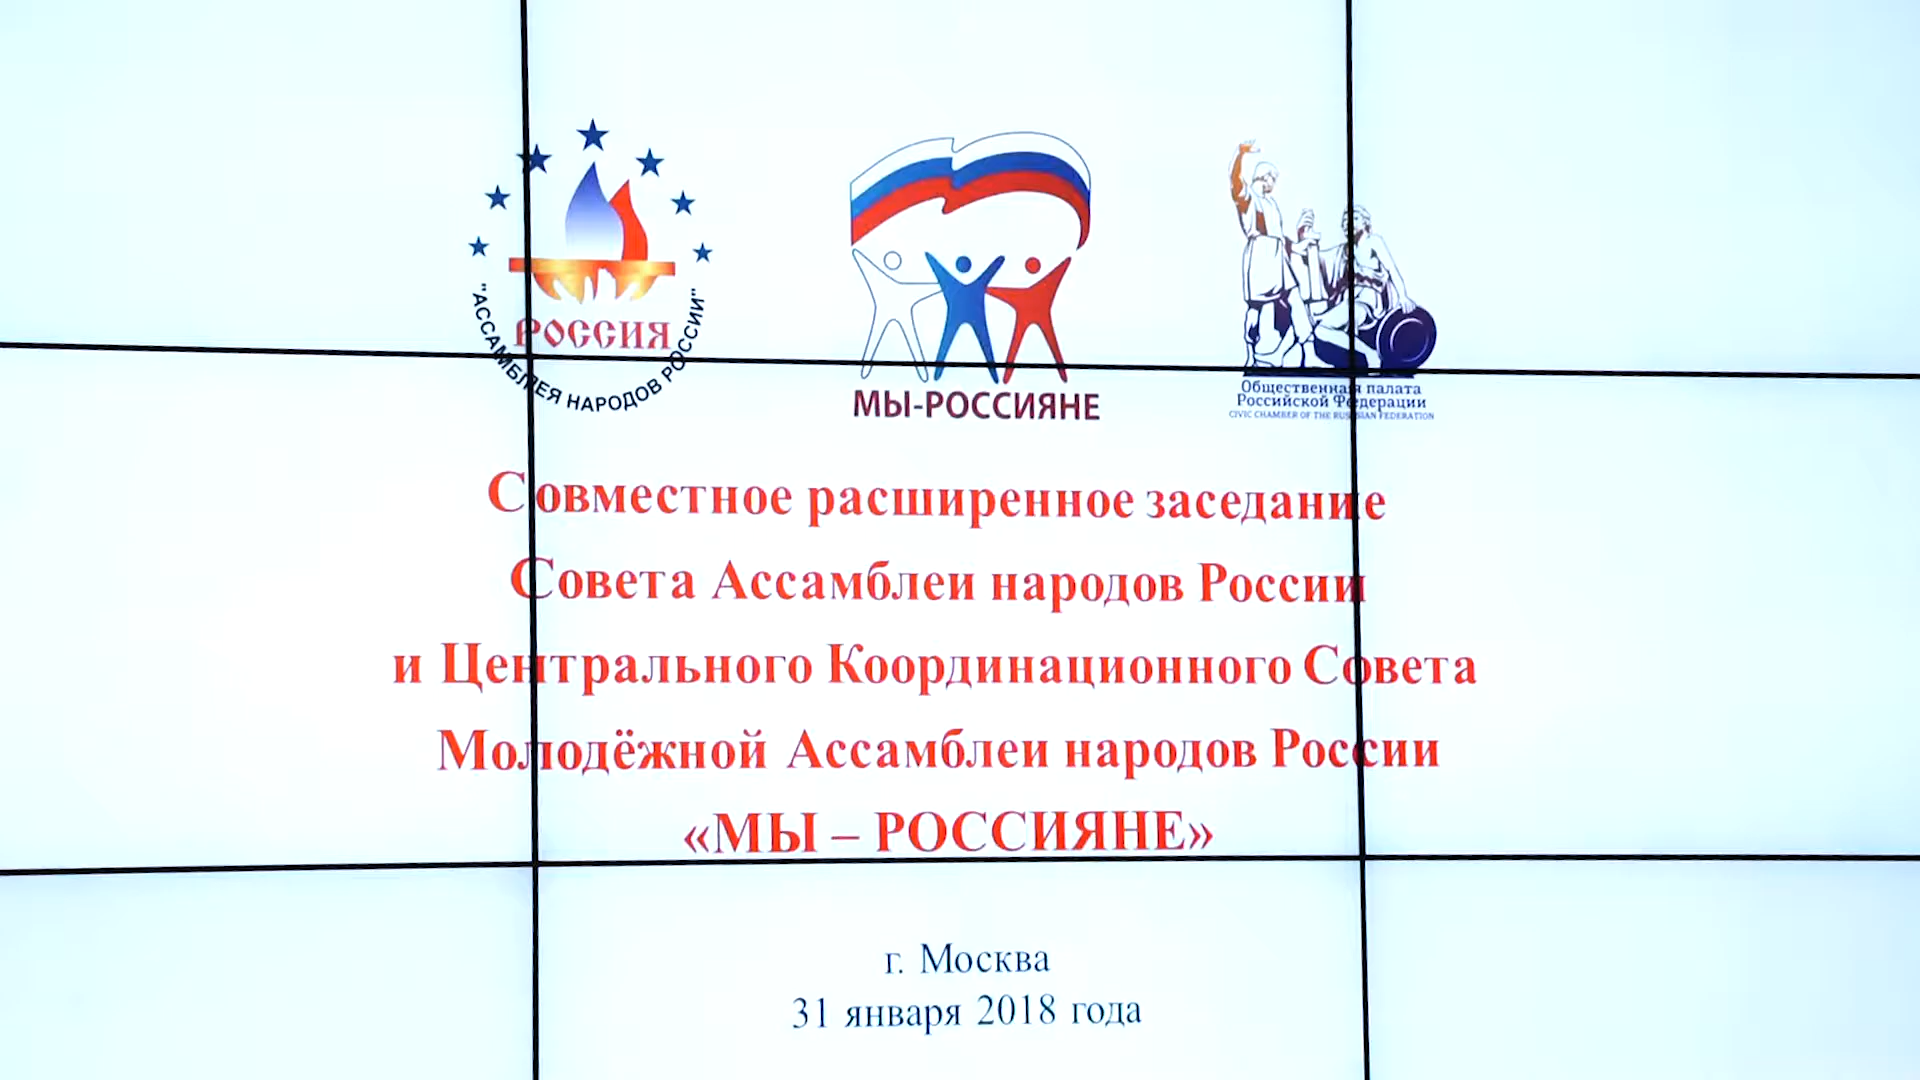 РОССИЯ
"АССАМБЛЕЯ НАРОДОВ РОССИИ"
МЫ-РОССИЯНЕ
Общественная палата
Российской Федерации
CIVIC CHAMBER OF THE RUSSIAN FEDERATION
Совместное расширенное заседание
Совета Ассамблеи народов России
и Центрального Координационного Совета
Молодёжной Ассамблеи народов России
«МЫ – РОССИЯНЕ»
г. Москва
31 января 2018 года